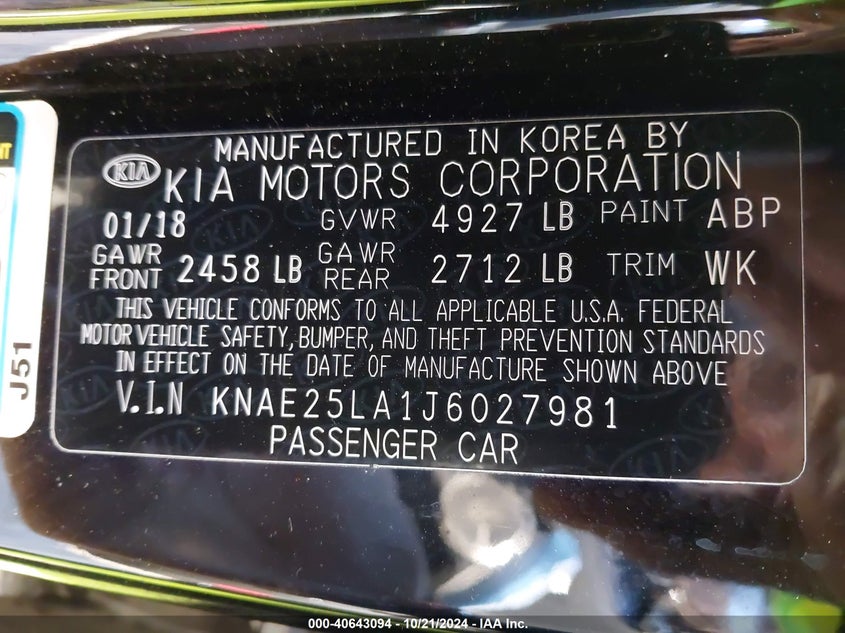 MANUFACTURED IN KOREA BY
KIA KIA MOTORS CORPORATION
01/18 GVWR 4927 LB PAINT ABP
GAWR FRONT 2458 LB GAWR REAR 2712 LB TRIM WK
THIS VEHICLE CONFORMS TO ALL APPLICABLE U.S.A. FEDERAL
MOTOR VEHICLE SAFETY, BUMPER, AND THEFT PREVENTION STANDARDS
IN EFFECT ON THE DATE OF MANUFACTURE SHOWN ABOVE
V.I.N KNAE25LA1J6027981
PASSENGER CAR
J51
000-40643094 - 10/21/2024 - IAA Inc.